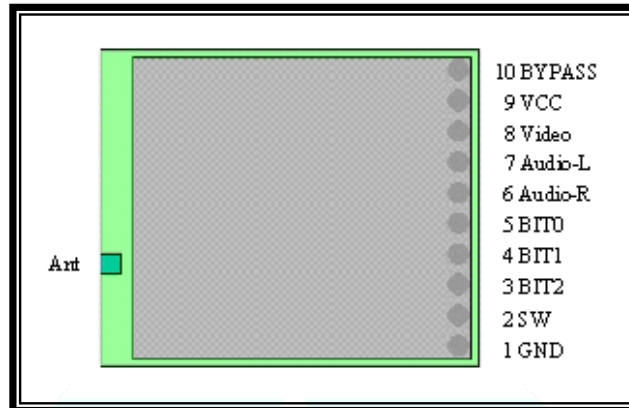 10 BYPASS
9 VCC
8 Video
7 Audio-L
6 Audio-R
5 BIT0
Ant
4 BIT1
3 BIT2
2 SW
1 GND